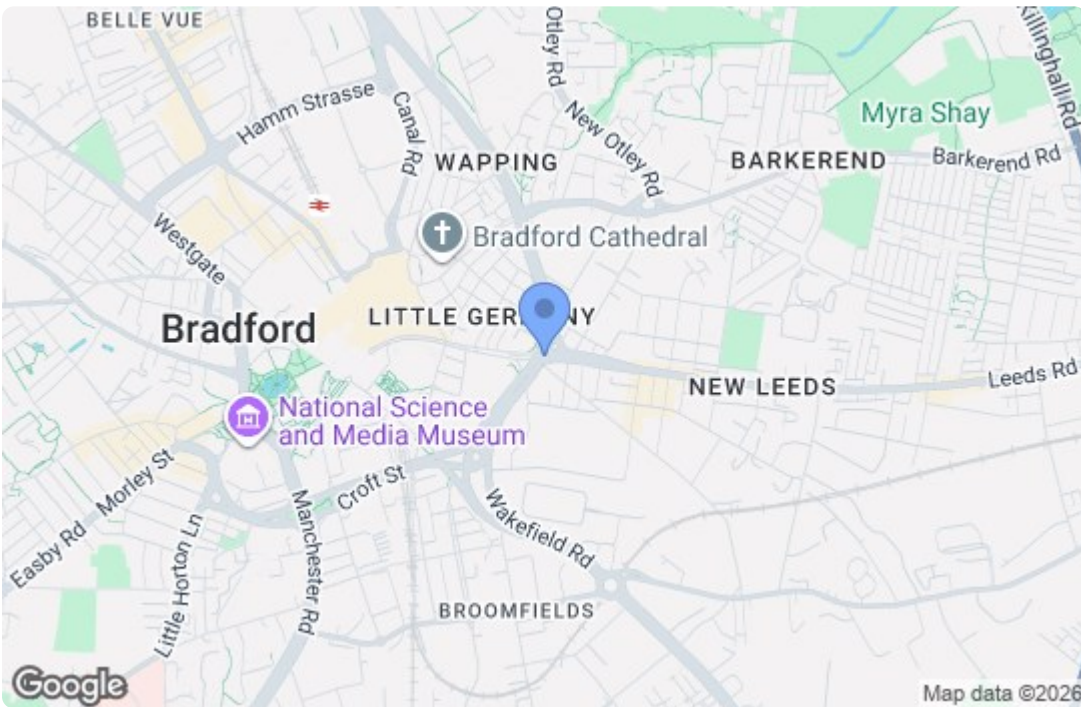 BELLE VUE
Otley Rd
Killinghall Rd
Hamm Strasse
Canal Rd
New Otley Rd
Myra Shay
WAPPING
BARKEREND
Barkerend Rd
Westgate
Bradford Cathedral
Bradford
LITTLE GER
NY
NEW LEEDS
Leeds Rd
National Science
and Media Museum
Morley St
Croft St
Easby Rd
Little Horton Ln
Manchester Rd
Wakefield Rd
BROOMFIELDS
Google
Map data ©2026